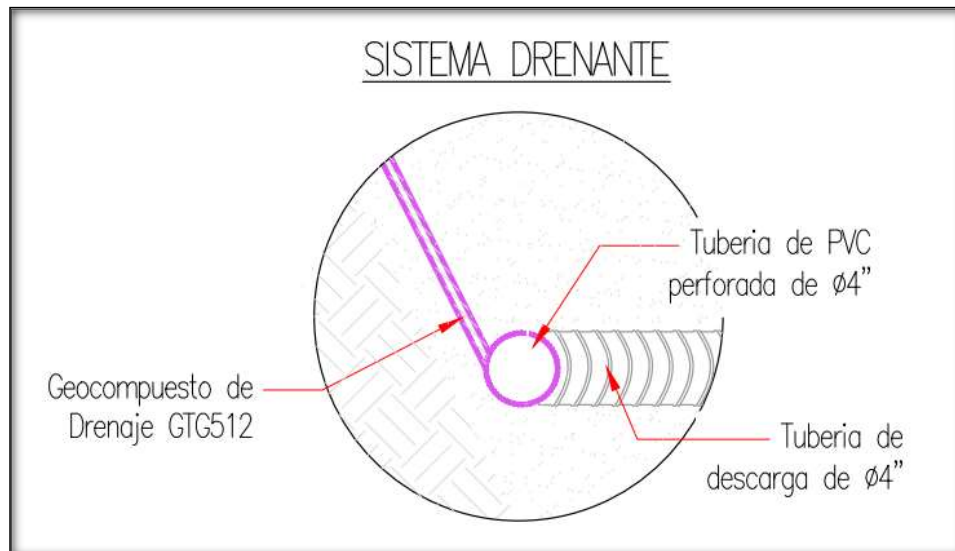 SISTEMA DRENANTE
Tuberia de PVC
perforada de ø4”
Geocompuesto de
Drenaje GTG512
Tuberia de
descarga de ø4”